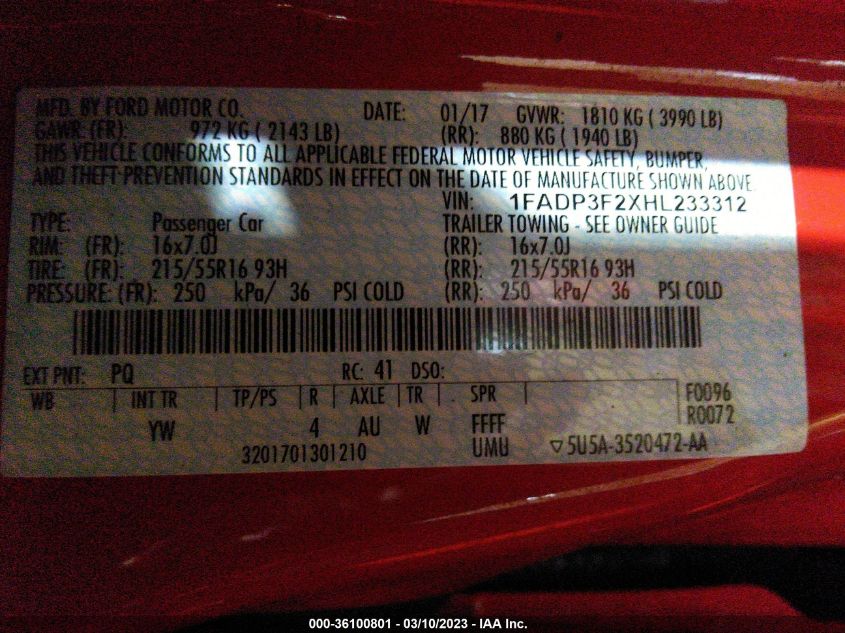 MFD. BY FORD MOTOR CO. DATE: 01/17 GVWR: 1810 KG ( 3990 LB)
GAWR: (FR): 972 KG ( 2143 LB) (RR): 880 KG ( 1940 LB)
THIS VEHICLE CONFORMS TO ALL APPLICABLE FEDERAL MOTOR VEHICLE SAFETY, BUMPER,
AND THEFT PREVENTION STANDARDS IN EFFECT ON THE DATE OF MANUFACTURE SHOWN ABOVE.
VIN: 1FADP3F2XHL233312
TYPE: Passenger Car TRAILER TOWING - SEE OWNER GUIDE
RIM: (FR): 16x7.0J (RR): 16x7.0J
TIRE: (FR): 215/55R16 93H (RR): 215/55R16 93H
PRESSURE: (FR): 250 kPa/ 36 PSI COLD (RR): 250 kPa/ 36 PSI COLD
EXT PNT: PQ RC: 41 DSO:
WB INT TR TP/PS R AXLE TR SPR F0096
R0072
YW 4 AU W FFFF
3201701301210 UMU ▽5U5A-3520472-AA
000-36100801 - 03/10/2023 - IAA Inc.